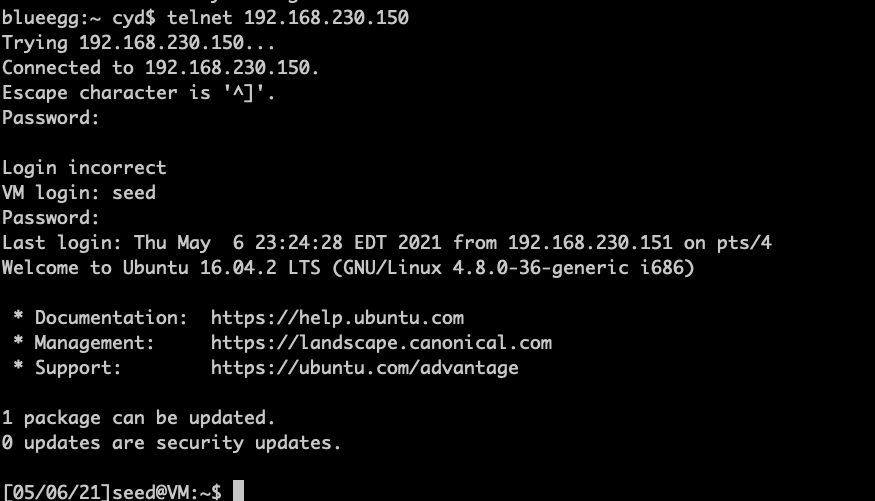 blueegg:~ cyd$ telnet 192.168.230.150
Trying 192.168.230.150...
Connected to 192.168.230.150.
Escape character is '^]'.
Password:
Login incorrect
VM login: seed
Password:
Last login: Thu May  6 23:24:28 EDT 2021 from 192.168.230.151 on pts/4
Welcome to Ubuntu 16.04.2 LTS (GNU/Linux 4.8.0-36-generic i686)
 * Documentation:  https://help.ubuntu.com
 * Management:     https://landscape.canonical.com
 * Support:        https://ubuntu.com/advantage
1 package can be updated.
0 updates are security updates.
[05/06/21]seed@VM:~$